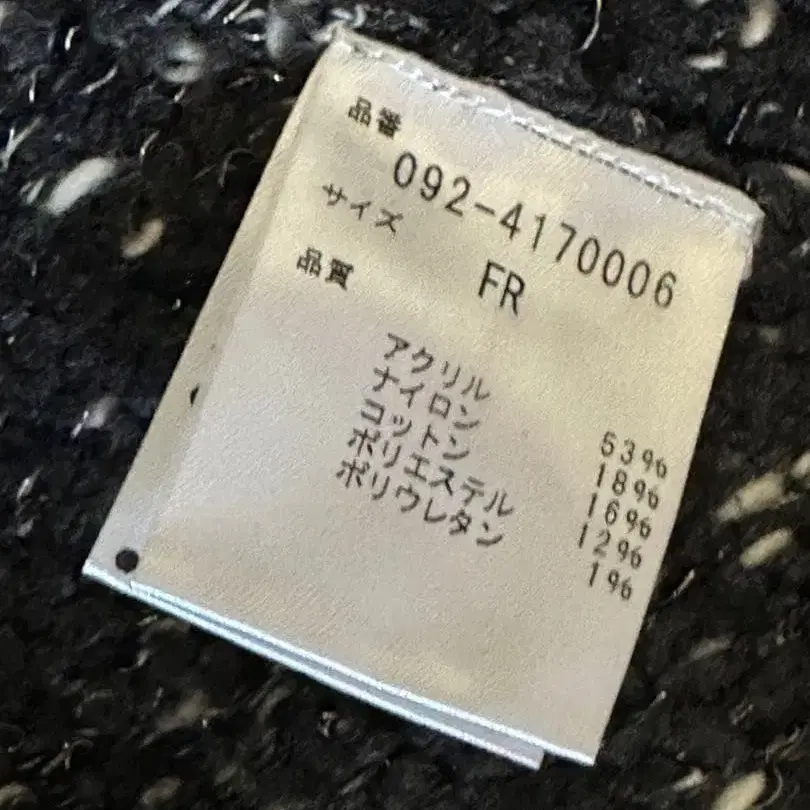 品番
092-4170006
サイズ
FR
品質
アクリル 53%
ナイロン 18%
コットン 16%
ポリエステル 12%
ポリウレタン 1%